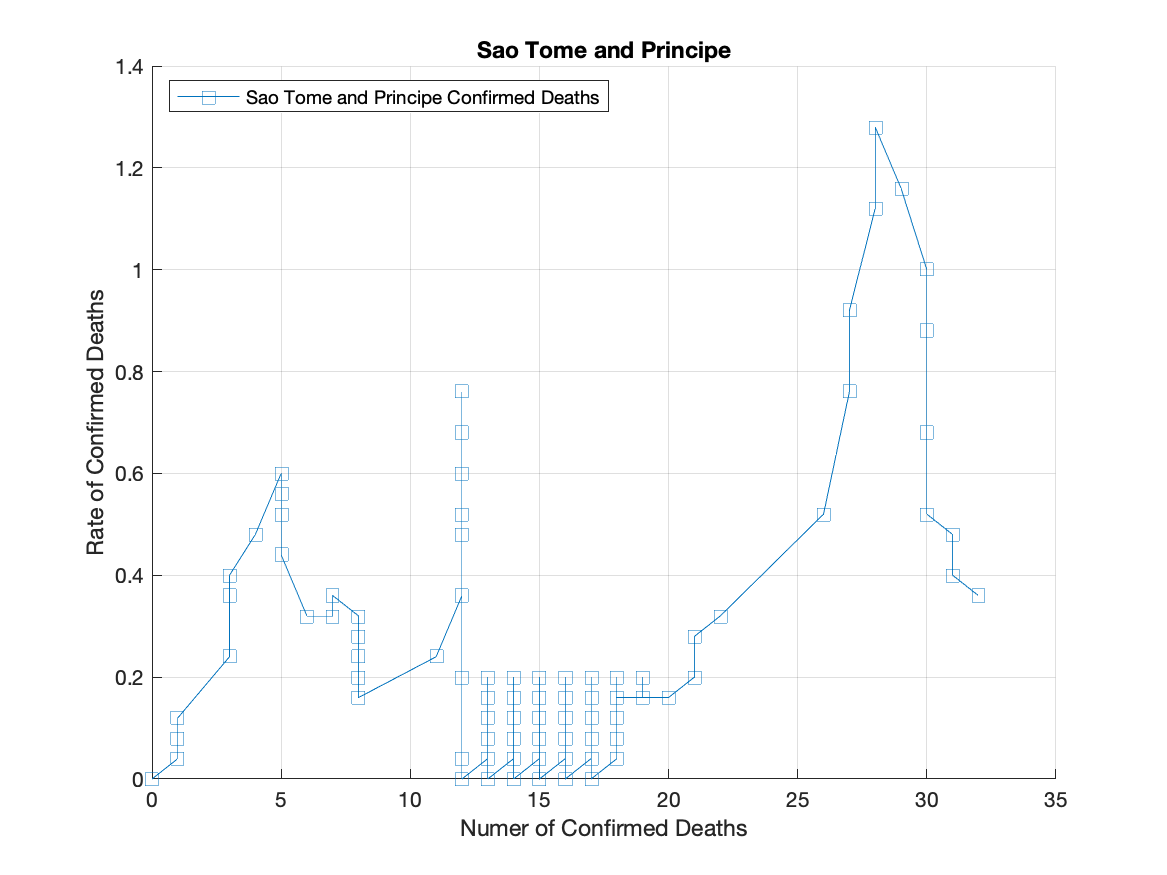 Sao Tome and Principe
Sao Tome and Principe Confirmed Deaths
1.4
1.2
1
0.8
0.6
0.4
0.2
0
Rate of Confirmed Deaths
0 5 10 15 20 25 30 35
Numer of Confirmed Deaths